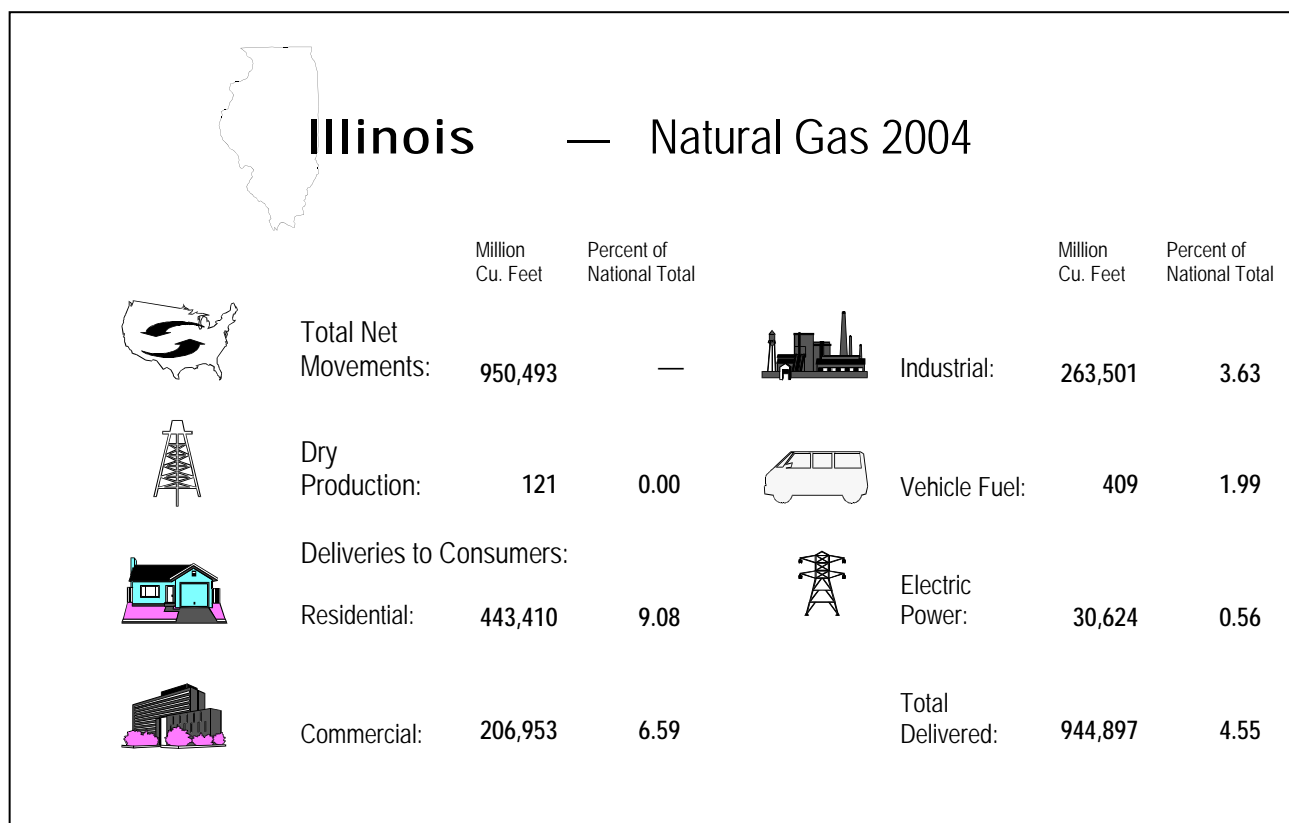 Illinois — Natural Gas 2004
Million Percent of
Cu. Feet National Total
Total Net
Movements: 950,493 —
Dry
Production: 121 0.00
Deliveries to Consumers:
Residential: 443,410 9.08
Commercial: 206,953 6.59
Million Percent of
Cu. Feet National Total
Industrial: 263,501 3.63
Vehicle Fuel: 409 1.99
Electric
Power: 30,624 0.56
Total
Delivered: 944,897 4.55